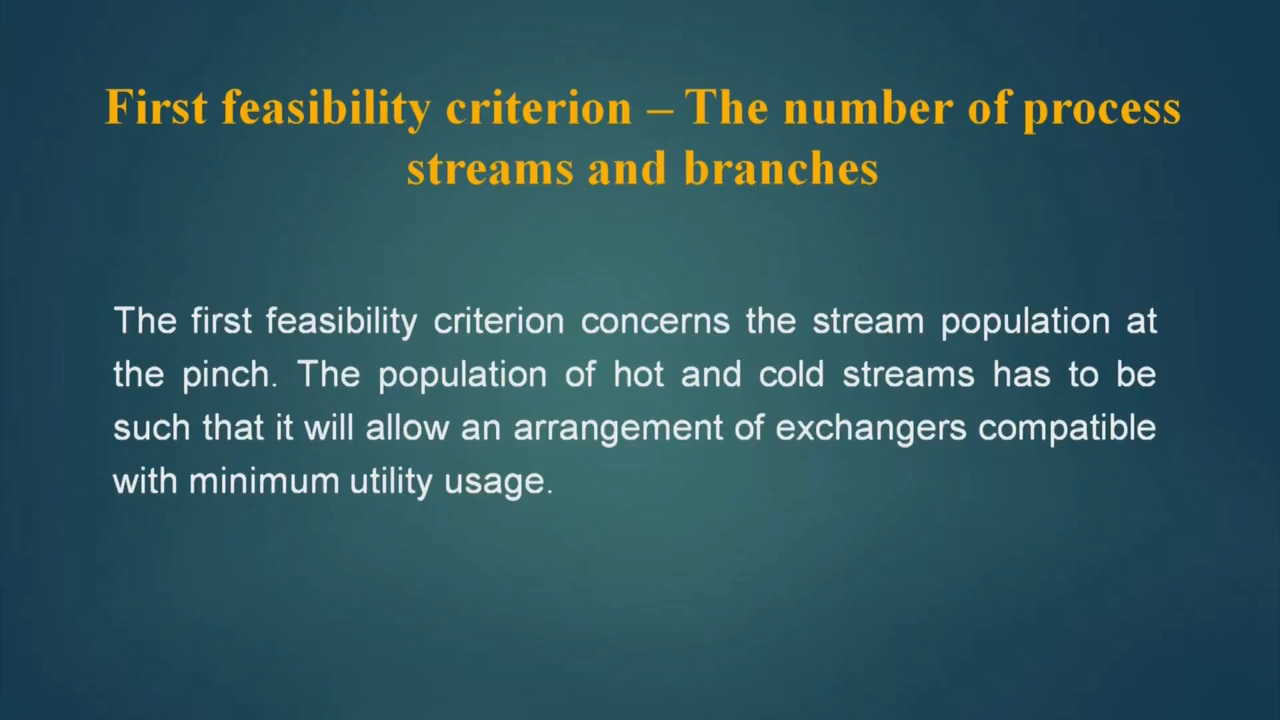 First feasibility criterion – The number of process
streams and branches
The first feasibility criterion concerns the stream population at
the pinch. The population of hot and cold streams has to be
such that it will allow an arrangement of exchangers compatible
with minimum utility usage.